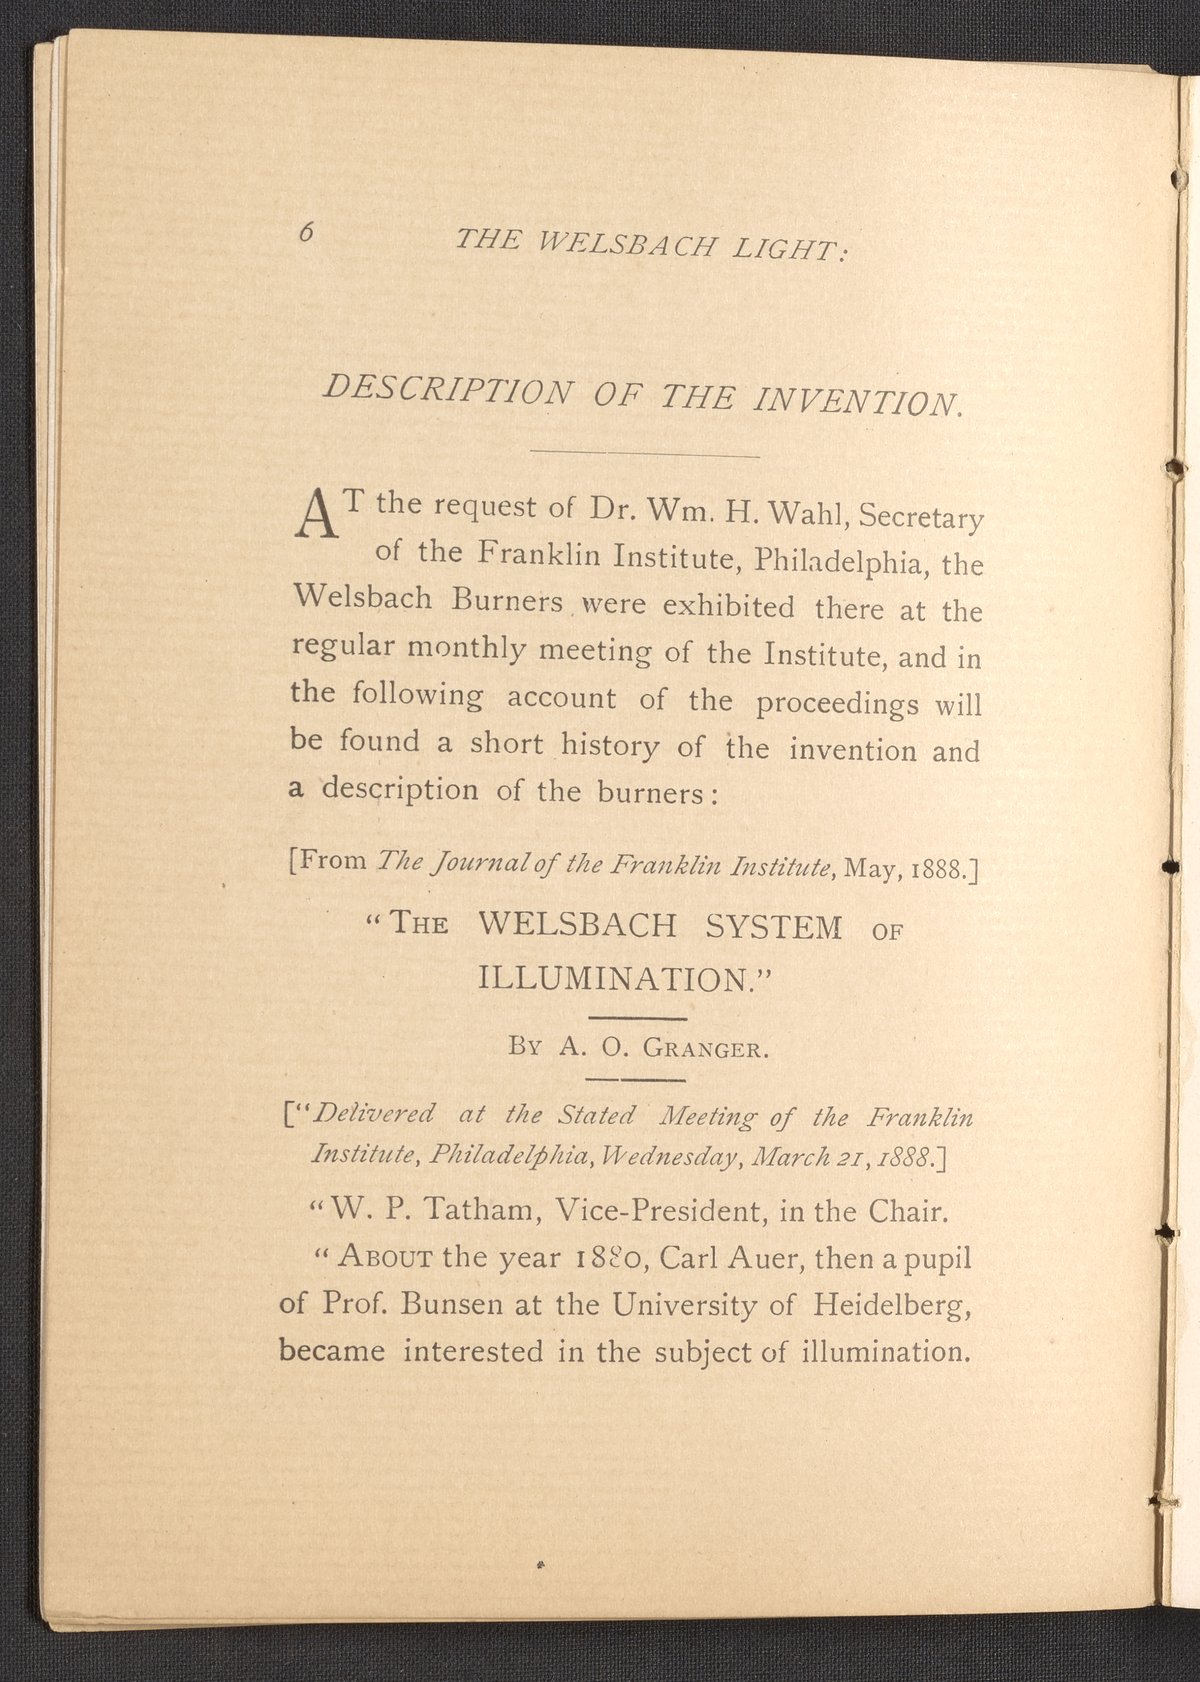 6 THE WELSBACH LIGHT:
DESCRIPTION OF THE INVENTION.
AT the request of Dr. Wm. H. Wahl, Secretary
of the Franklin Institute, Philadelphia, the
Welsbach Burners were exhibited there at the
regular monthly meeting of the Institute, and in
the following account of the proceedings will
be found a short history of the invention and
a description of the burners:
[From The Journal of the Franklin Institute, May, 1888.]
“THE WELSBACH SYSTEM OF
ILLUMINATION.”
BY A. O. GRANGER.
[“Delivered at the Stated Meeting of the Franklin
Institute, Philadelphia, Wednesday, March 21, 1888.]
“W. P. Tatham, Vice-President, in the Chair.
“ABOUT the year 1880, Carl Auer, then a pupil
of Prof. Bunsen at the University of Heidelberg,
became interested in the subject of illumination.